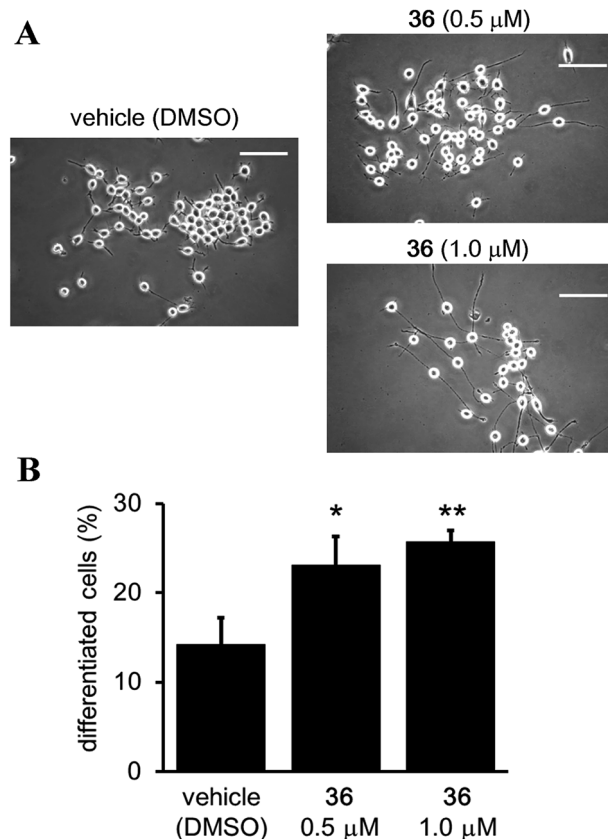 A
vehicle (DMSO)
36 (0.5 μM)
36 (1.0 μM)
B
differentiated cells (%)
30
20
10
0
*
**
vehicle
(DMSO)
36
0.5 μM
36
1.0 μM